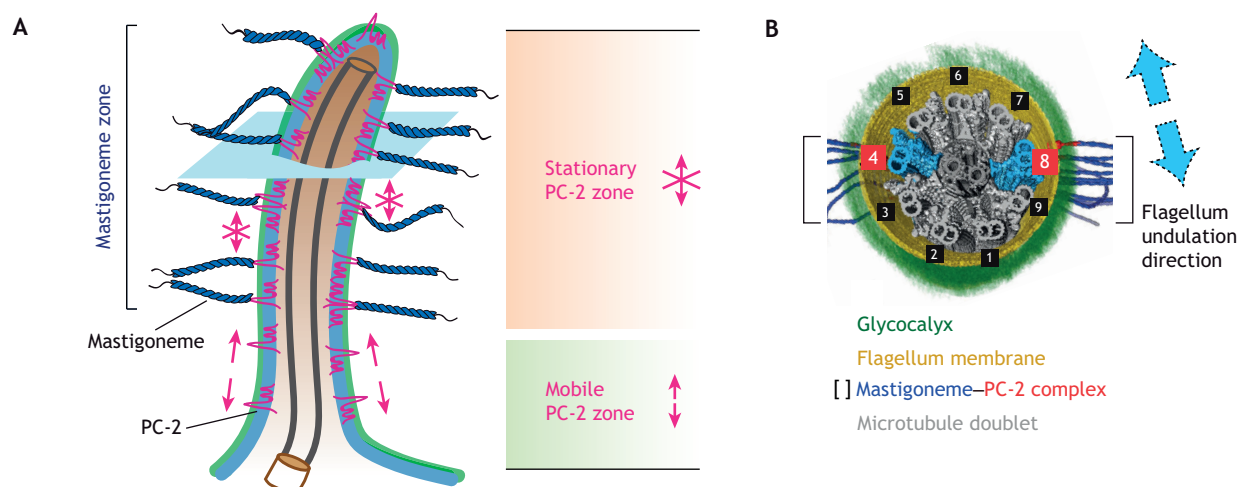 A
Mastigoneme zone
Mastigoneme
PC-2
Stationary
PC-2 zone
Mobile
PC-2 zone
B
6
5
7
4
8
3
9
2
1
Flagellum
undulation
direction
Glycocalyx
Flagellum membrane
[ ] Mastigoneme–PC-2 complex
Microtubule doublet